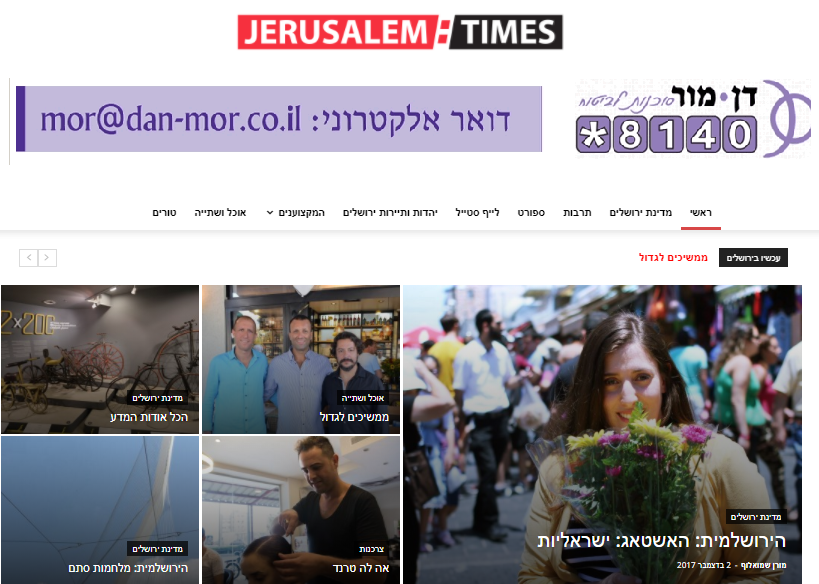 JERUSALEM:TIMES
דן•מור סוכנות לביטוח
*8140
דואר אלקטרוני: mor@dan-mor.co.il
ראשי
מדינת ירושלים
תרבות
ספורט
לייף סטייל
יהדות ותיירות ירושלים
המקצוענים
אוכל ושתייה
טורים
עכשיו בירושלים
ממשיכים לגדול
מדינת ירושלים
הירושלמית: האשטאג: ישראליות
מורן שמואלוף - 2 בדצמבר 2017
אוכל ושתייה
ממשיכים לגדול
מדינת ירושלים
הכל אודות המדע
2×200
צרכנות
אה לה טרנד
מדינת ירושלים
הירושלמית: מלחמות סתם